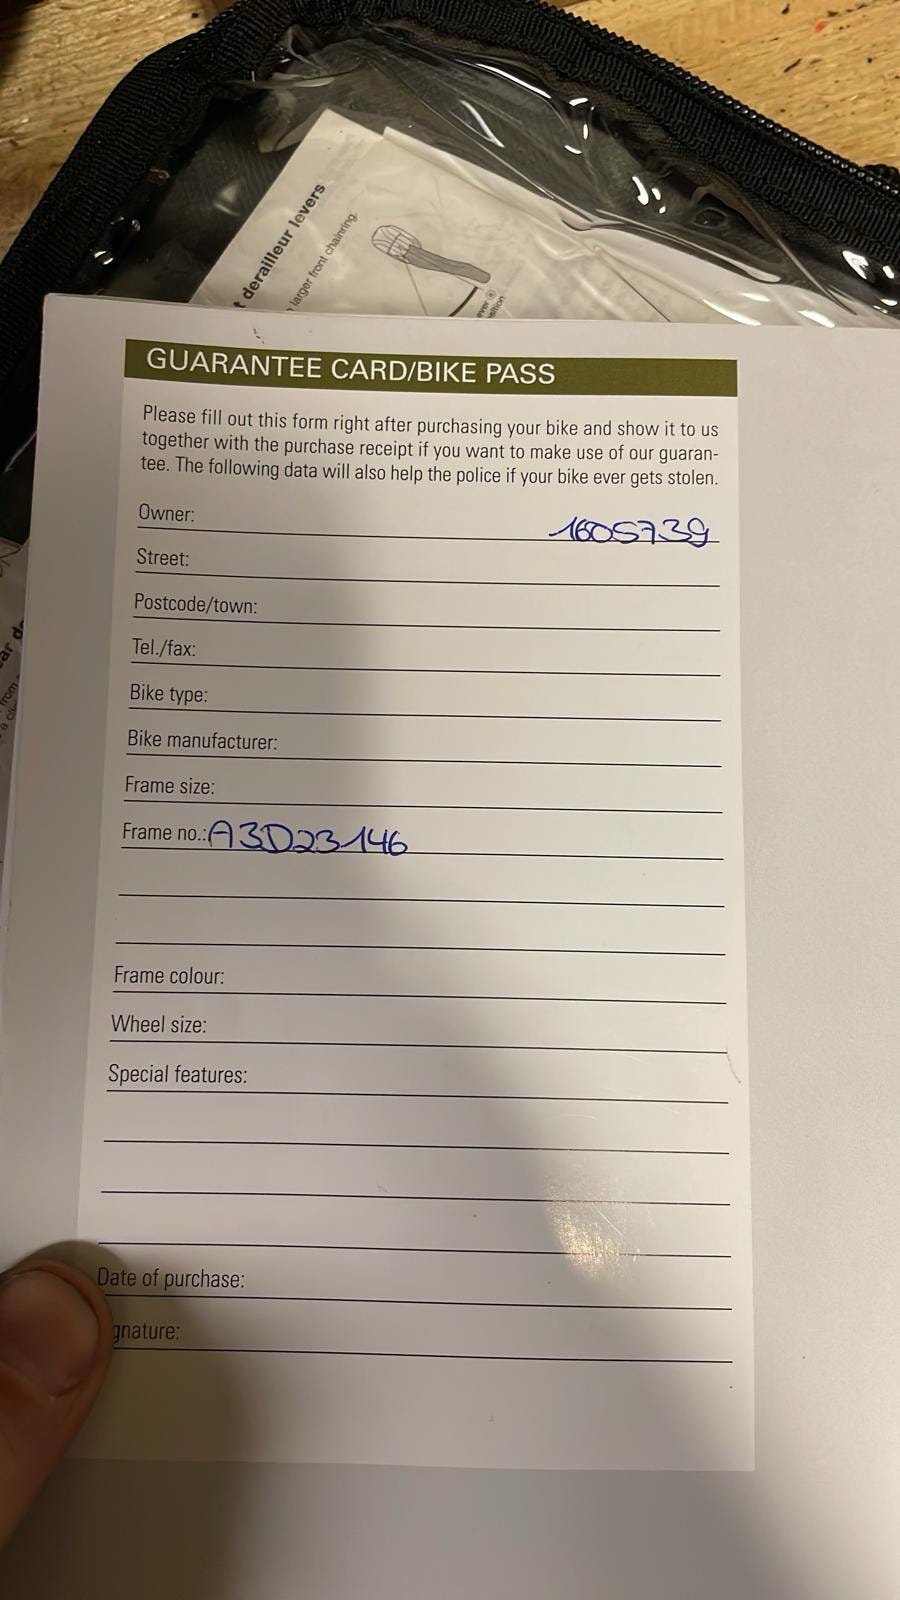 t derailleur levers
larger front chainring.
ever
sition
GUARANTEE CARD/BIKE PASS
Please fill out this form right after purchasing your bike and show it to us
together with the purchase receipt if you want to make use of our guaran-
tee. The following data will also help the police if your bike ever gets stolen.
Owner: 1605739
Street:
Postcode/town:
Tel./fax:
Bike type:
Bike manufacturer:
Frame size:
Frame no.: A3D23146
Frame colour:
Wheel size:
Special features:
Date of purchase:
gnature: